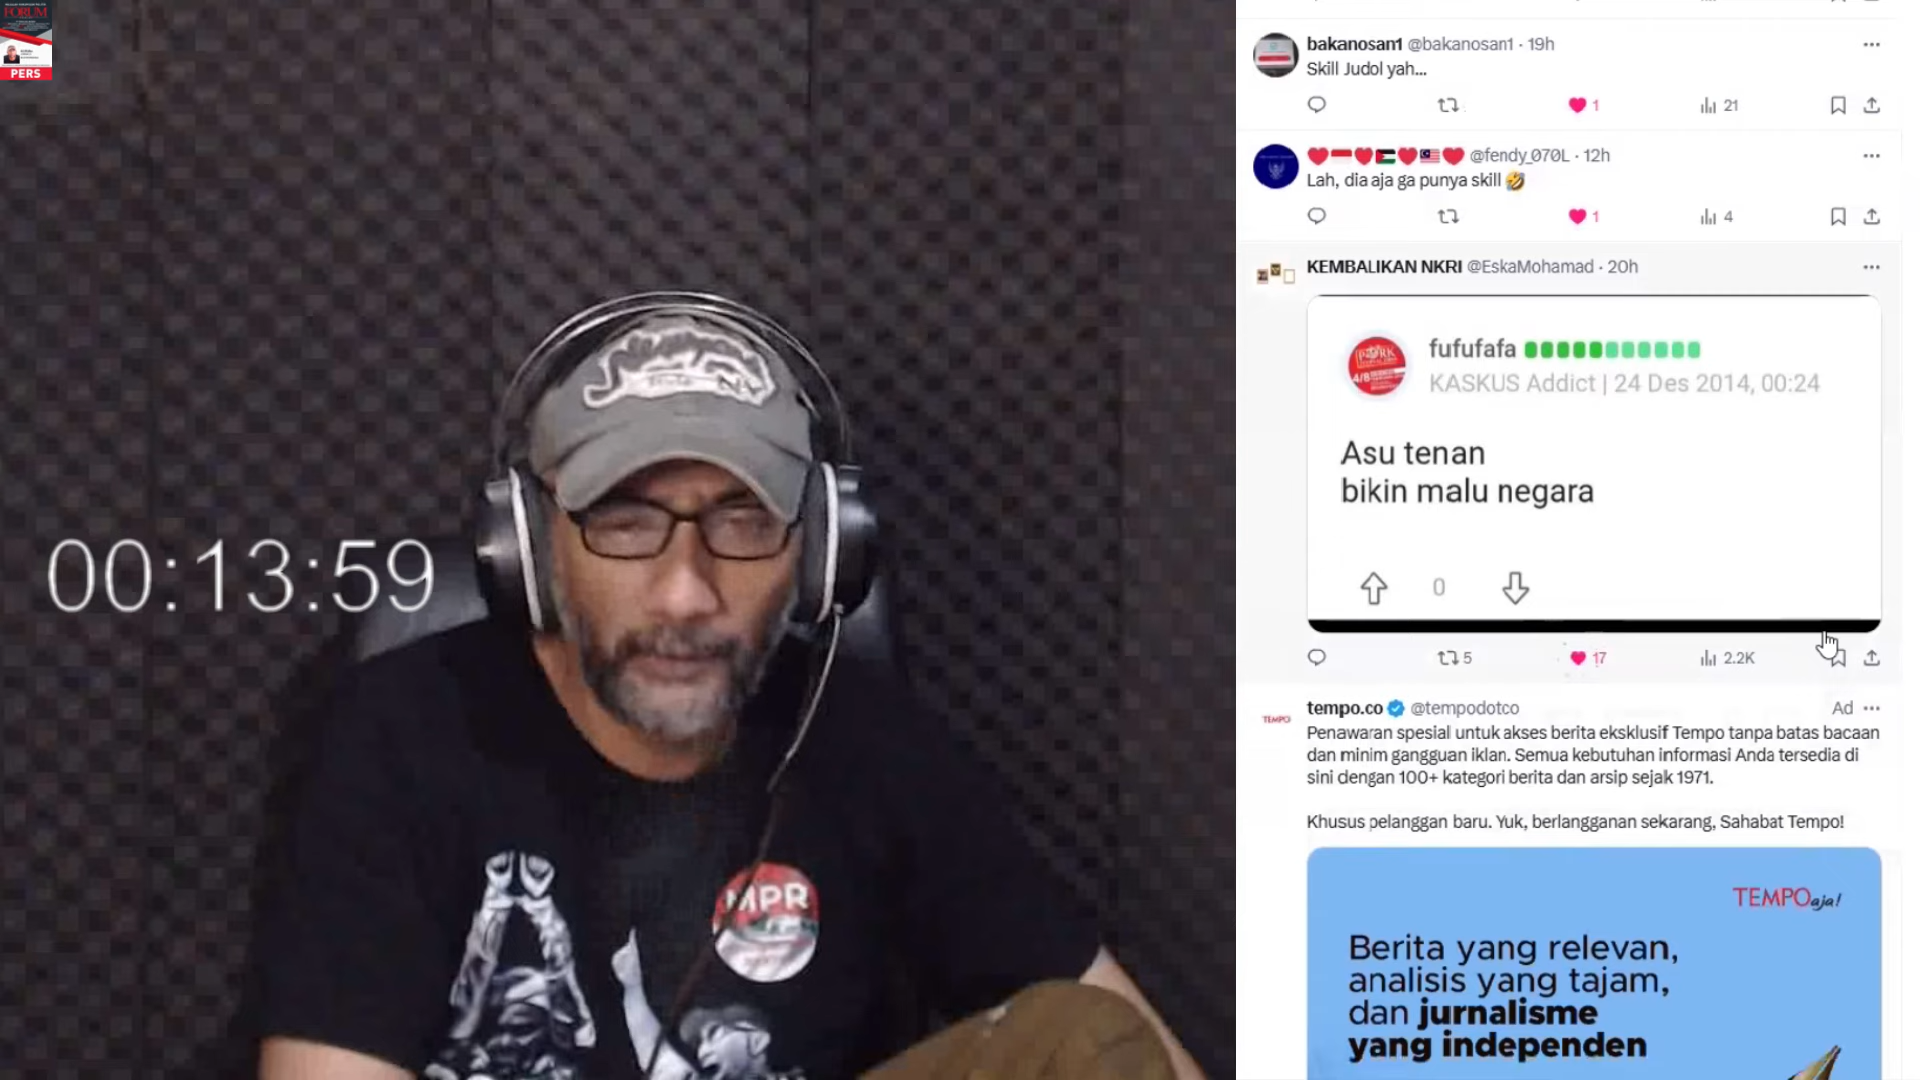 FORUM
PERS
00:13:59
MPR
bakanosan1 @bakanosan1 · 19h
Skill Judol yah...
1
21
@fendy_070L · 12h
Lah, dia aja ga punya skill 🤣
1
4
KEMBALIKAN NKRI @EskaMohamad · 20h
fufufafa
KASKUS Addict | 24 Des 2014, 00:24
Asu tenan
bikin malu negara
0
5
17
2.2K
TEMPO
tempo.co @tempodotco
Ad
Penawaran spesial untuk akses berita eksklusif Tempo tanpa batas bacaan
dan minim gangguan iklan. Semua kebutuhan informasi Anda tersedia di
sini dengan 100+ kategori berita dan arsip sejak 1971.
Khusus pelanggan baru. Yuk, berlangganan sekarang, Sahabat Tempo!
TEMPO aja!
Berita yang relevan,
analisis yang tajam,
dan jurnalisme
yang independen